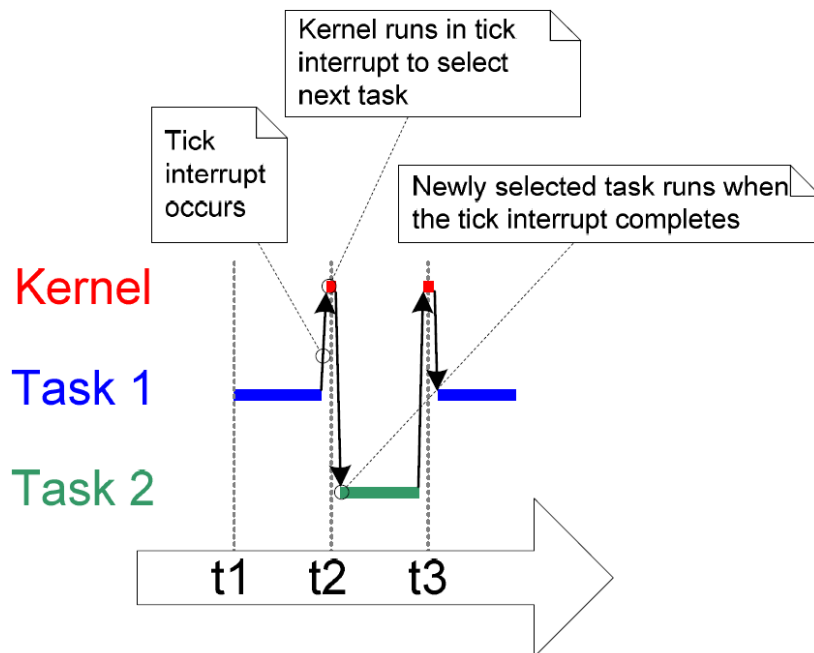 Kernel runs in tick
interrupt to select
next task
Tick
interrupt
occurs
Newly selected task runs when
the tick interrupt completes
Kernel
Task 1
Task 2
t1 t2 t3